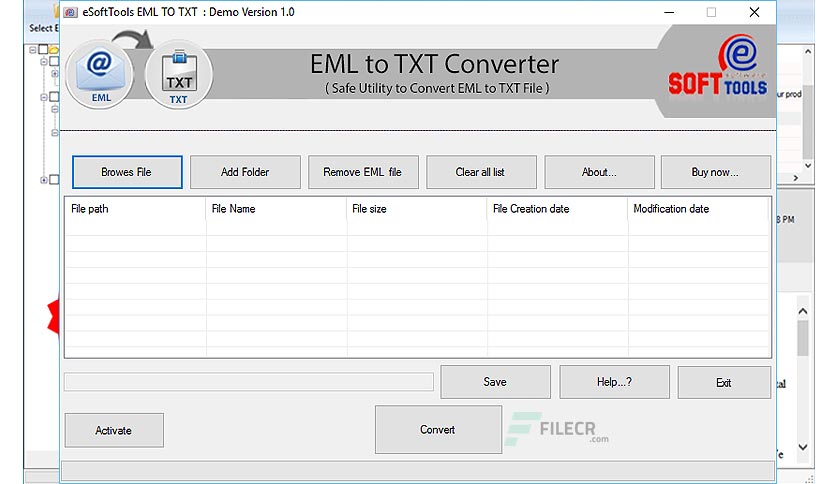 eSoftTools EML TO TXT : Demo Version 1.0
Select E
@
EML
TXT
TXT
EML to TXT Converter
( Safe Utility to Convert EML to TXT File )
e
software
SOFT TOOLS
ur prod
Browes File
Add Folder
Remove EML file
Clear all list
About...
Buy now...
File path
File Name
File size
File Creation date
Modification date
8 PM
Save
Help...?
Exit
Activate
Convert
FILECR
.com